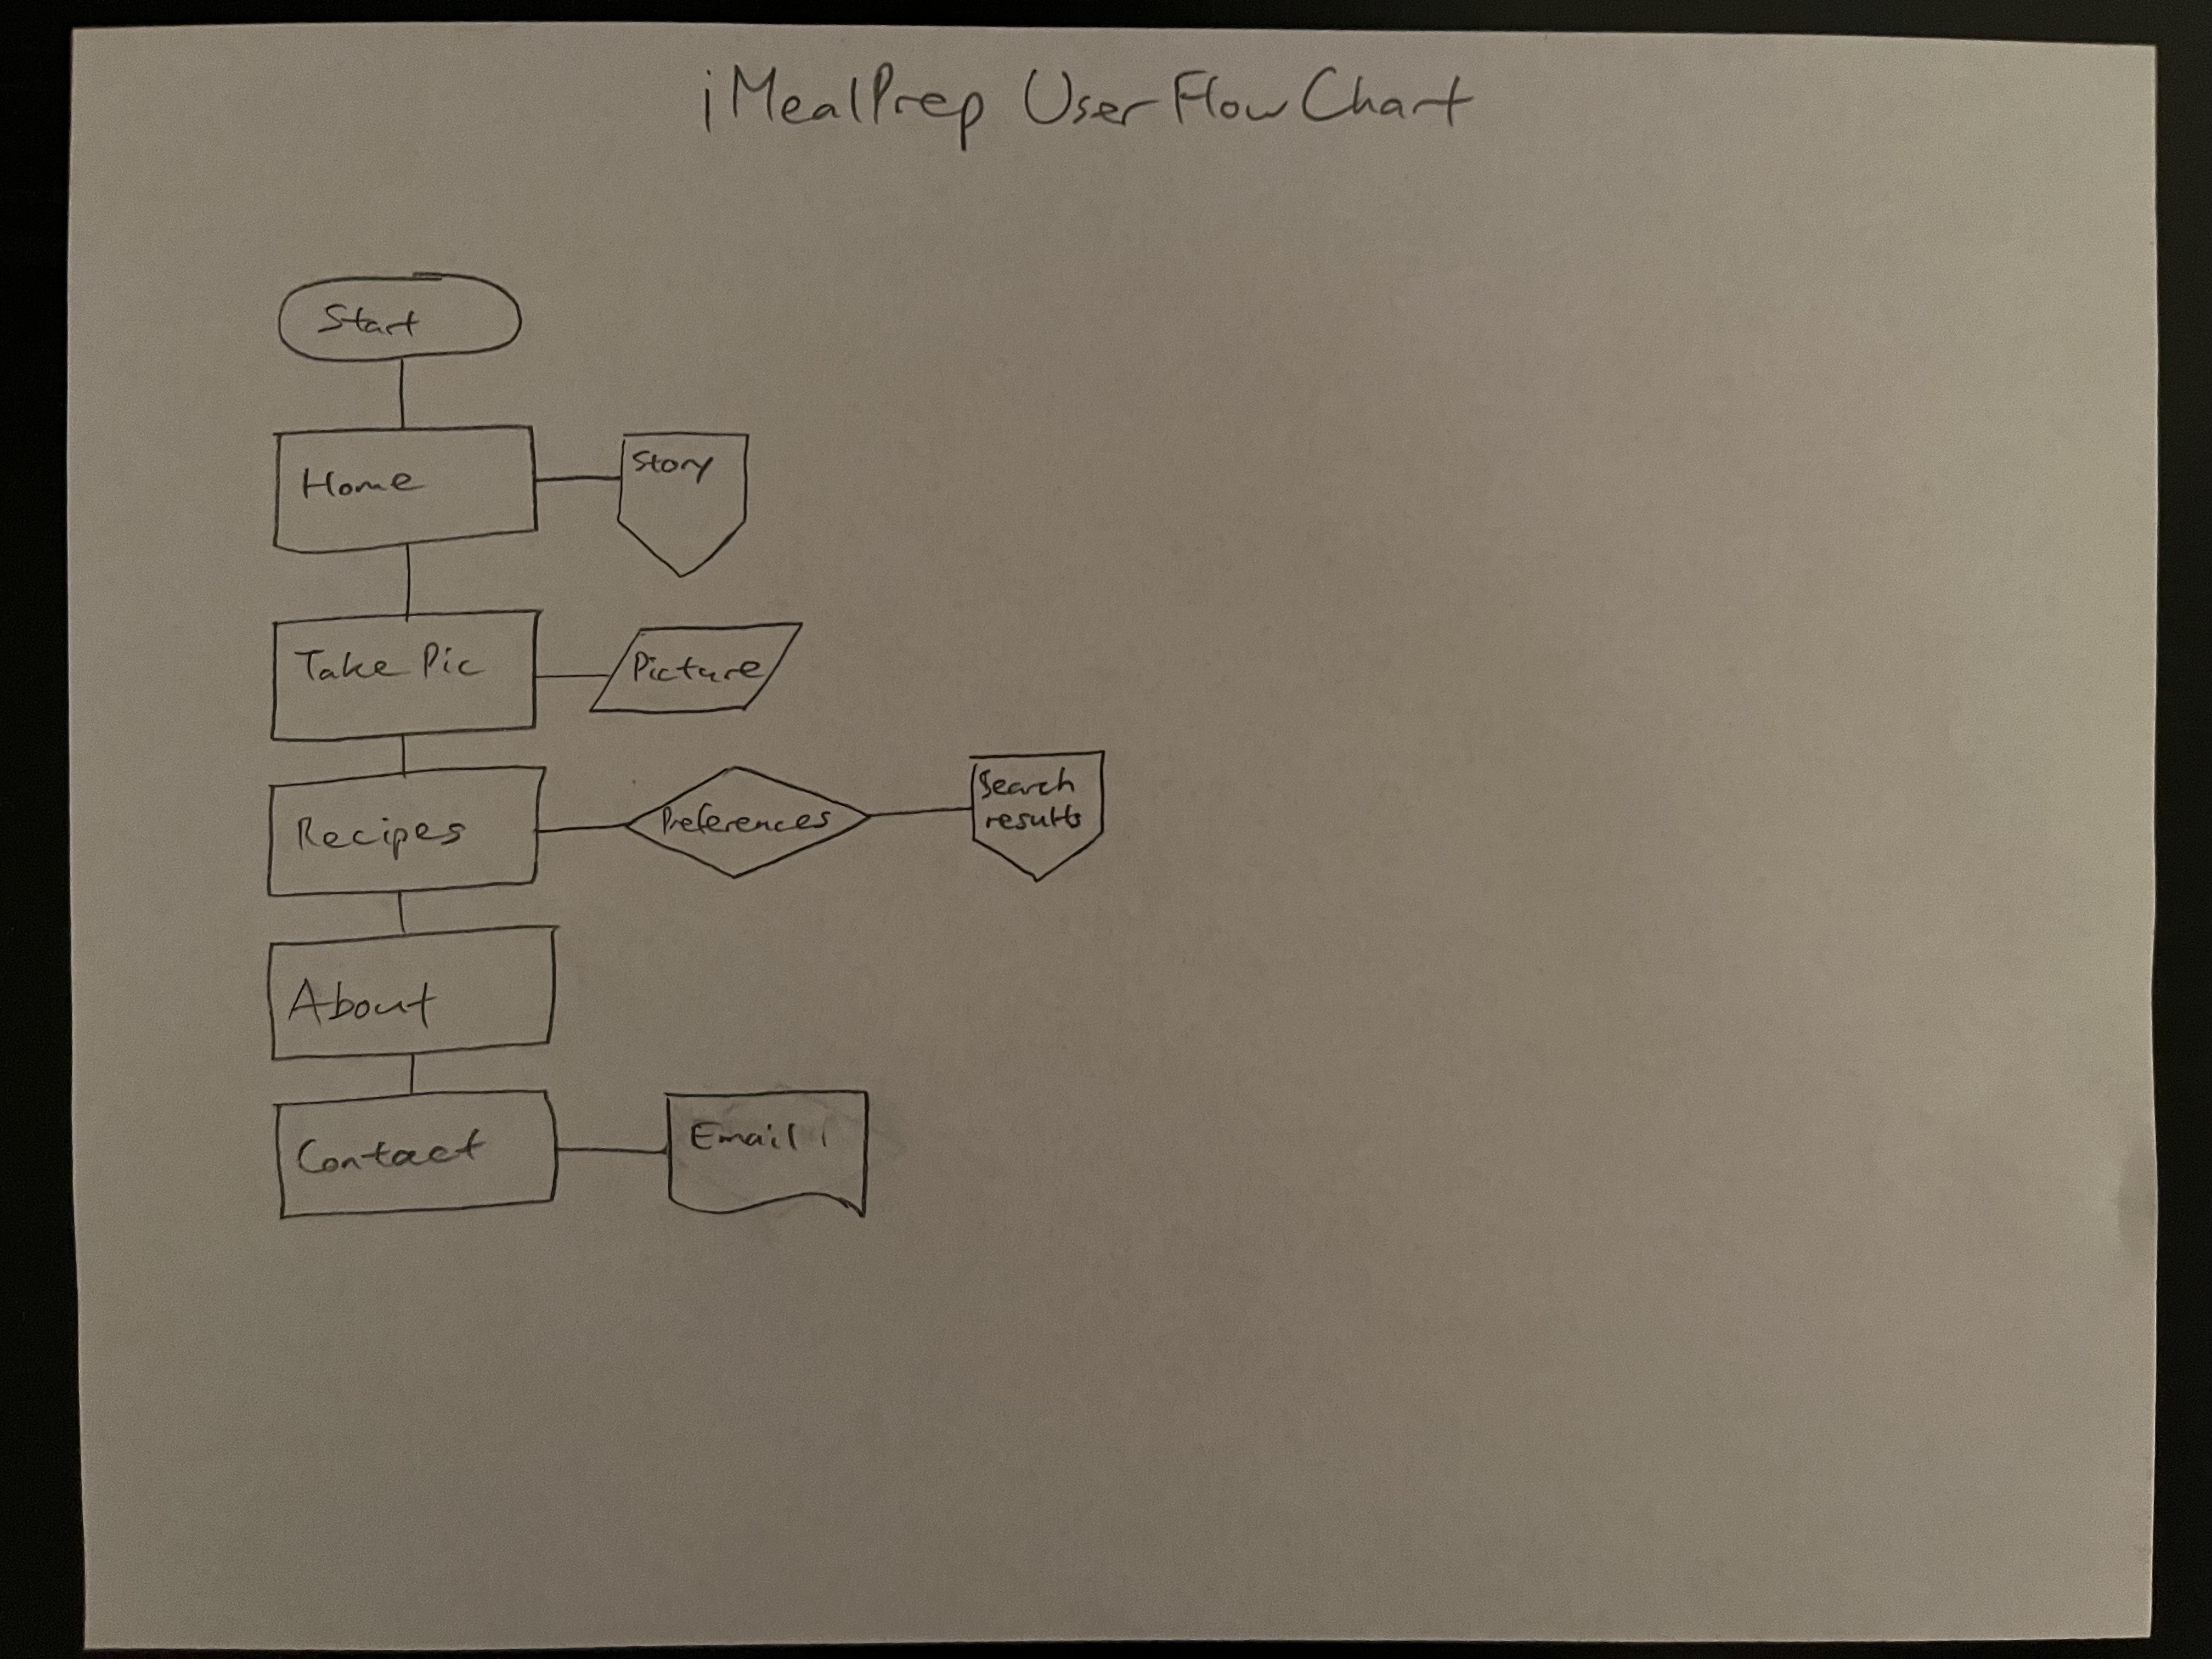 iMealPrep User Flow Chart
Start
Home
Story
Take Pic
Picture
Recipes
Preferences
Search
results
About
Contact
Email